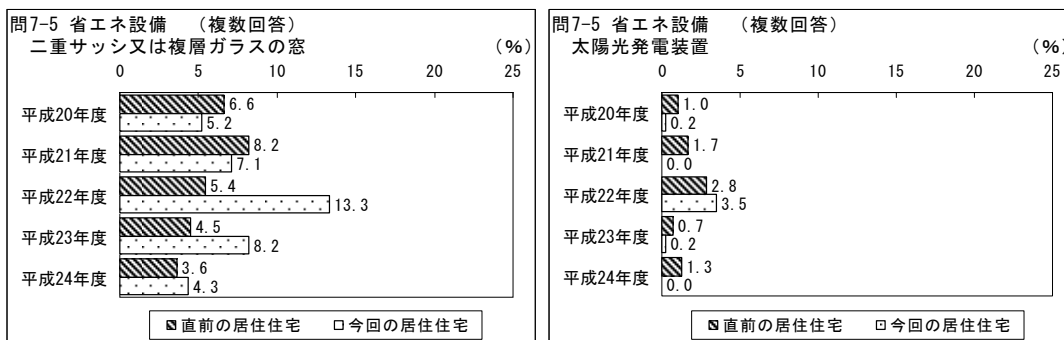 問7-5 省エネ設備　（複数回答）
二重サッシ又は複層ガラスの窓　（％）
0 5 10 15 20 25
平成20年度 6.6 5.2
平成21年度 8.2 7.1
平成22年度 5.4 13.3
平成23年度 4.5 8.2
平成24年度 3.6 4.3
直前の居住住宅 今回の居住住宅
問7-5 省エネ設備　（複数回答）
太陽光発電装置　（％）
0 5 10 15 20 25
平成20年度 1.0 0.2
平成21年度 1.7 0.0
平成22年度 2.8 3.5
平成23年度 0.7 0.2
平成24年度 1.3 0.0
直前の居住住宅 今回の居住住宅